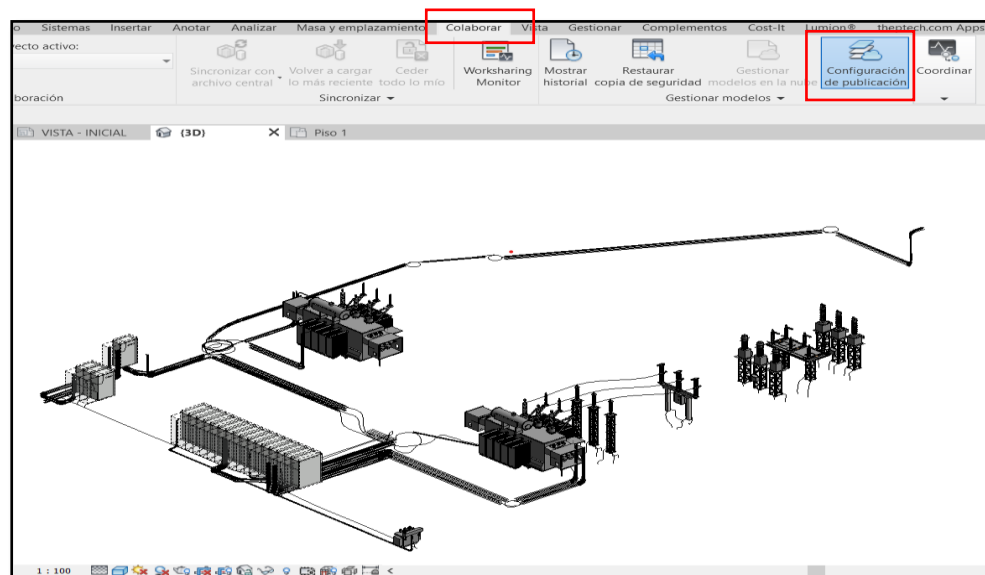 o Sistemas Insertar Anotar Analizar Masa y emplazamiento Colaborar Vista Gestionar Complementos Cost-It Lumion® theptech.com Apps
yecto activo:
Sincronizar con archivo central
Volver a cargar lo más reciente
Ceder todo lo mío
Worksharing Monitor
Mostrar historial
Restaurar copia de seguridad
Gestionar modelos en la nube
Configuración de publicación
Coordinar
boración
Sincronizar
Gestionar modelos
VISTA - INICIAL
(3D)
Piso 1
1 : 100